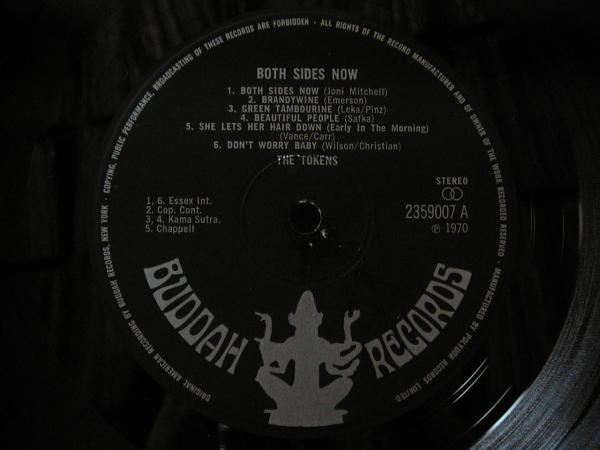 COPYING, PUBLIC PERFORMANCE, BROADCASTING OF THESE RECORDS ARE FORBIDDEN · ALL RIGHTS OF THE RECORD MANUFACTURER AND OF OWNER OF THE WORK RECORDED RESERVED · MANUFACTURED BY POLYDOR RECORDS LIMITED
BOTH SIDES NOW
1. BOTH SIDES NOW (Joni Mitchell)
2. BRANDYWINE (Emerson)
3. GREEN TAMBOURINE (Leka/Pinz)
4. BEAUTIFUL PEOPLE (Safka)
5. SHE LETS HER HAIR DOWN (Early In The Morning)
(Vance/Carr)
6. DON'T WORRY BABY (Wilson/Christian)
THE TOKENS
STEREO
2359007 A
℗ 1970
1, 6. Essex Int.
2. Cop. Cont.
3, 4. Kama Sutra.
5. Chappell
BUDDAH RECORDS
ORIGINAL AMERICAN RECORDING BY BUDDAH RECORDS, NEW YORK ·